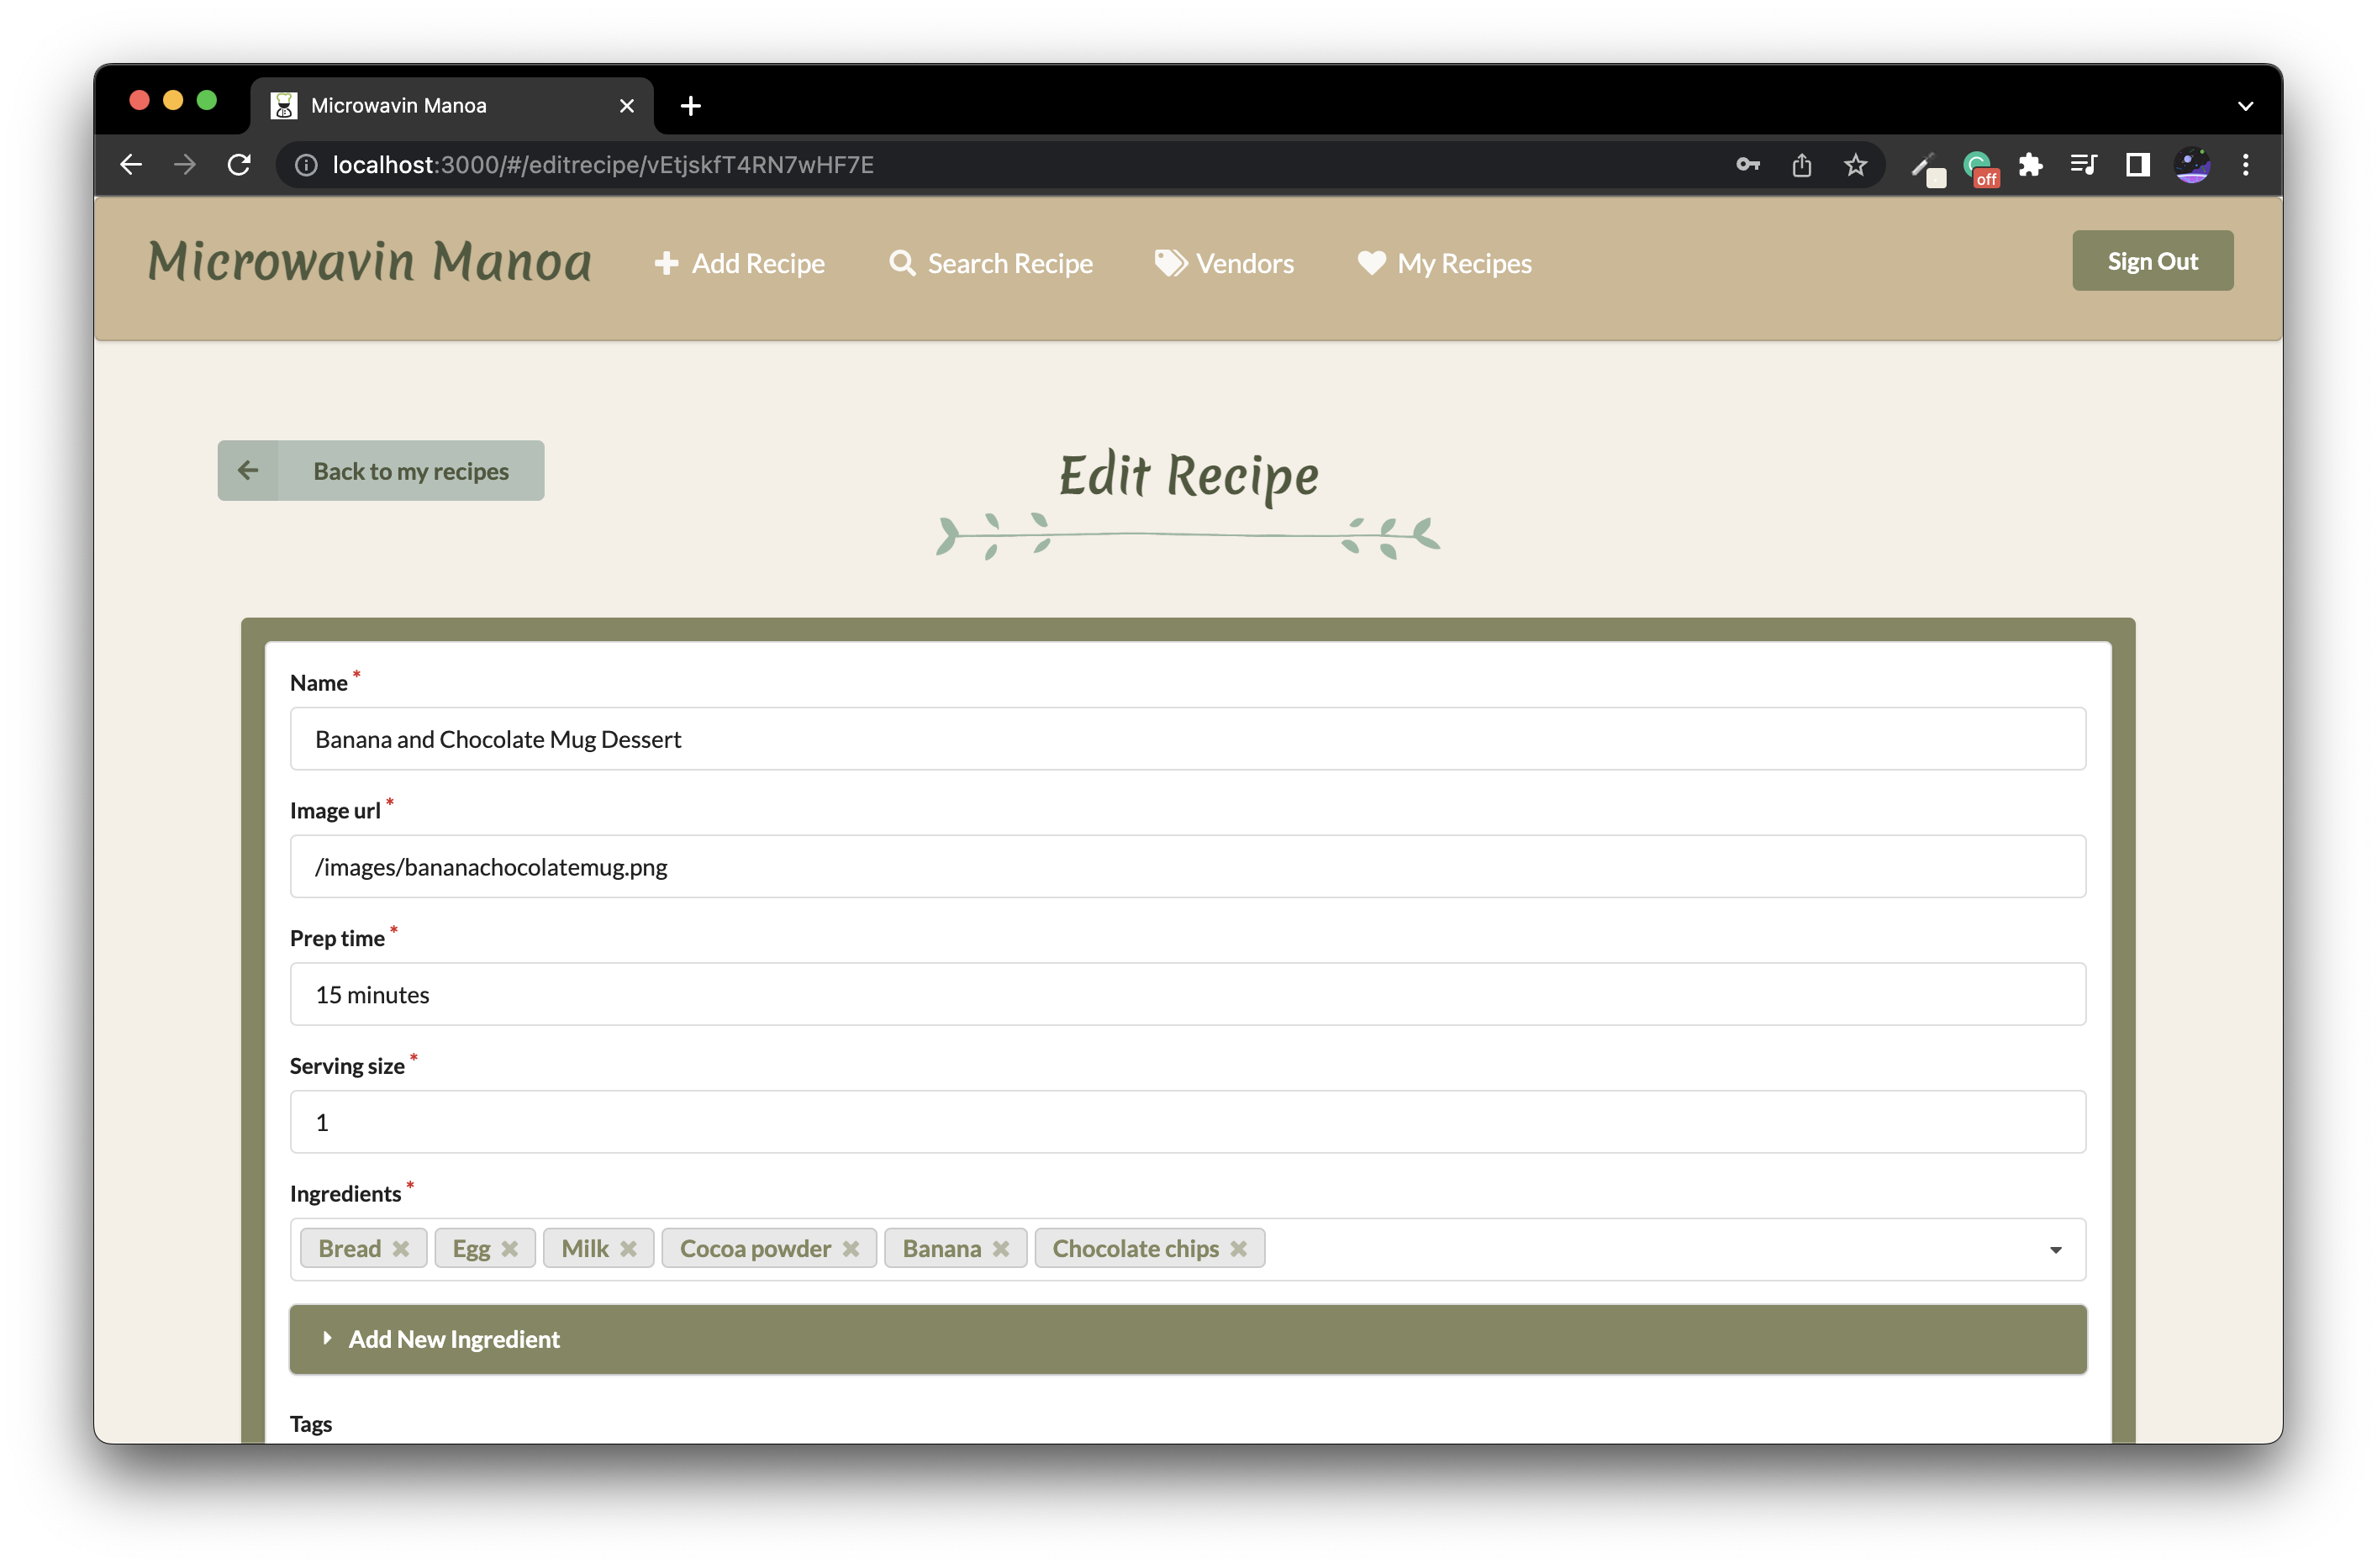 Microwavin Manoa
localhost:3000/#/editrecipe/vEtjskfT4RN7wHF7E
off
Microwavin Manoa Add Recipe Search Recipe Vendors My Recipes Sign Out
Back to my recipes
Edit Recipe
Name *
Banana and Chocolate Mug Dessert
Image url *
/images/bananachocolatemug.png
Prep time *
15 minutes
Serving size *
1
Ingredients *
Bread Egg Milk Cocoa powder Banana Chocolate chips
Add New Ingredient
Tags